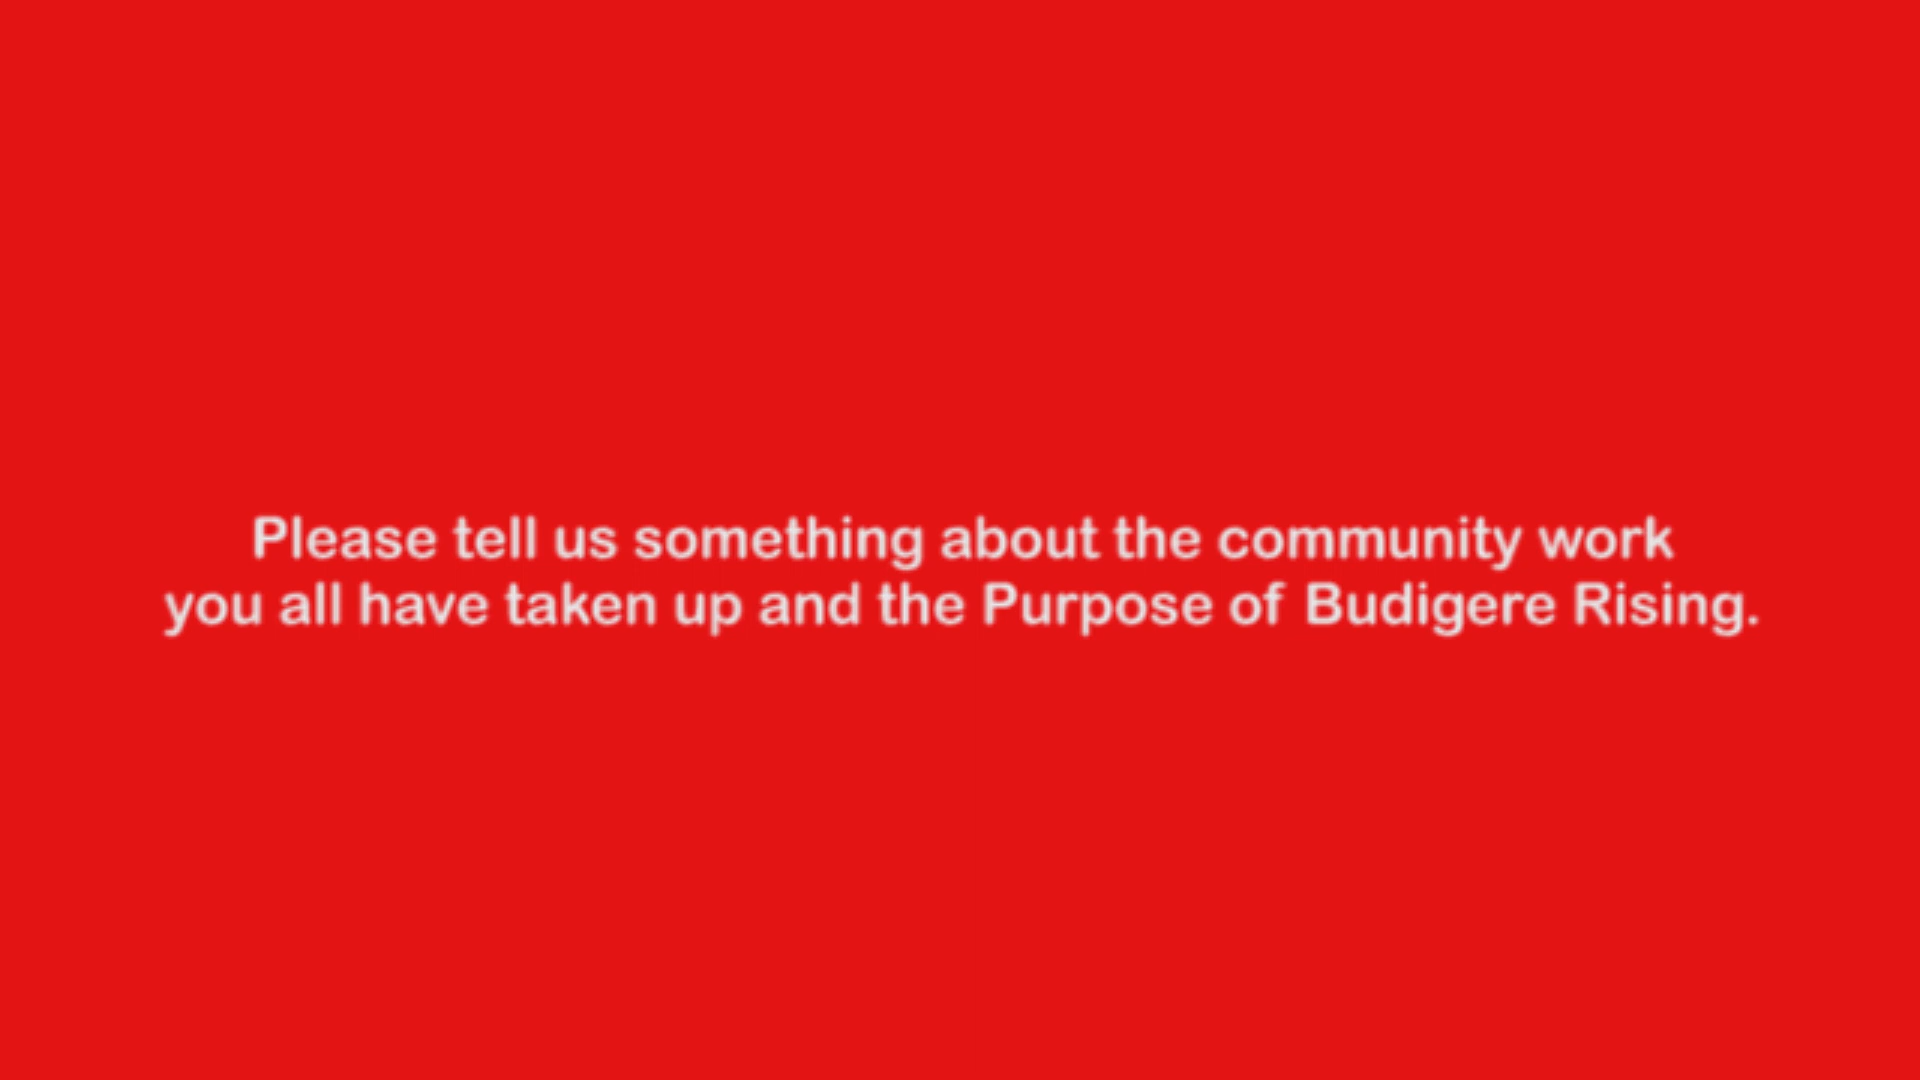 Please tell us something about the community work
you all have taken up and the Purpose of Budigere Rising.